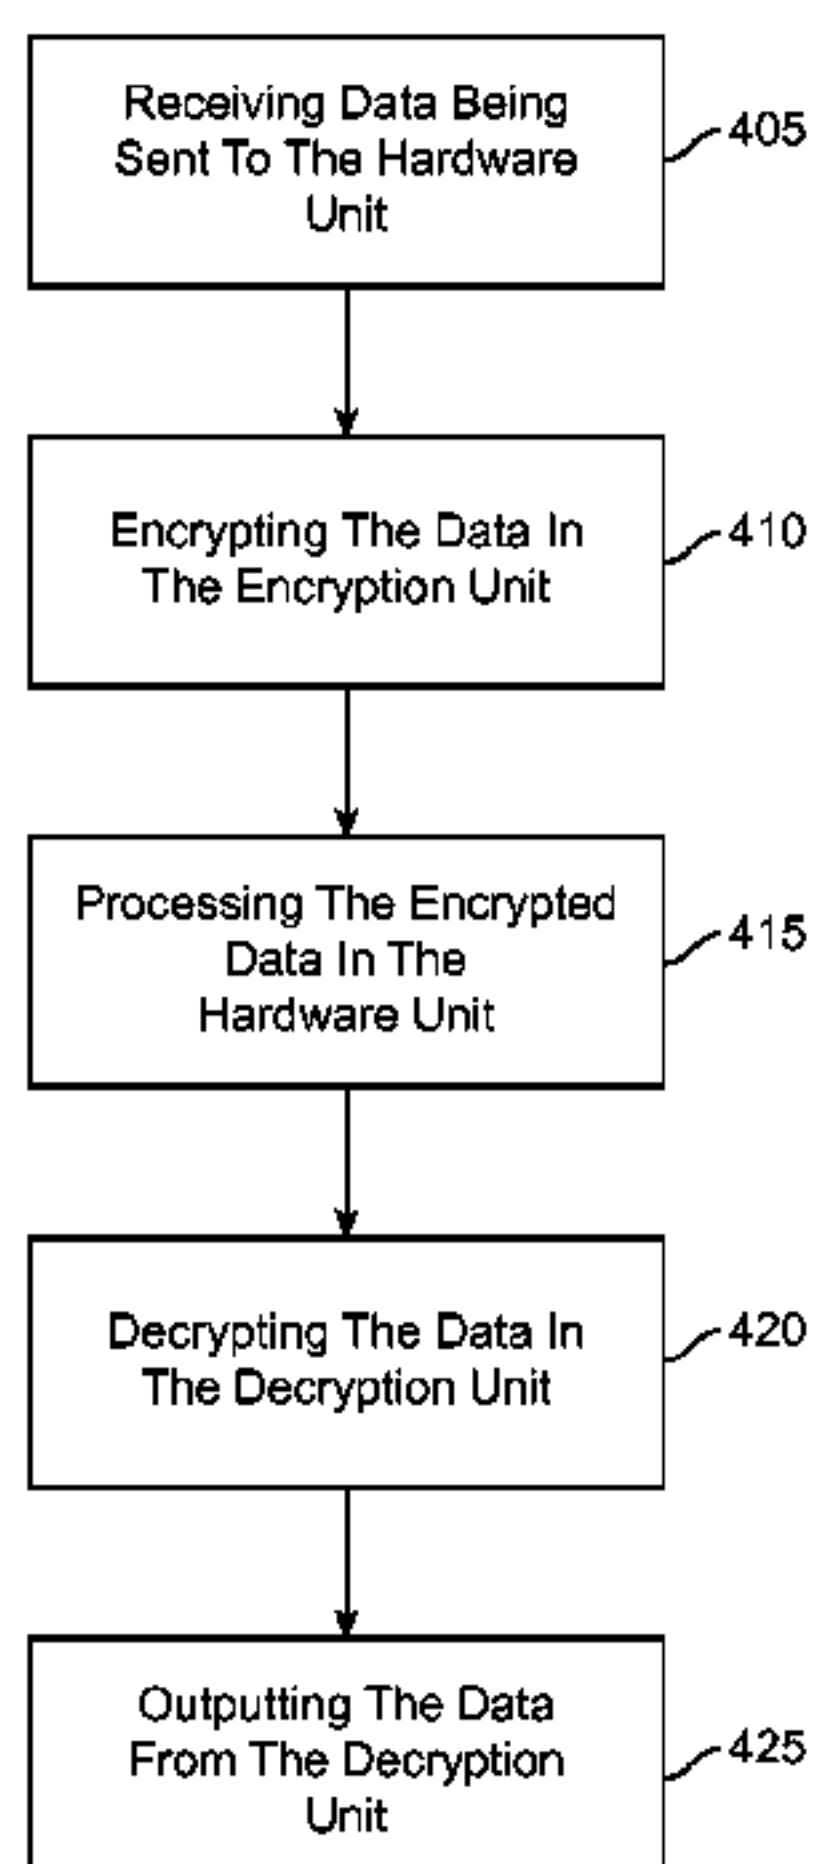 Receiving Data Being
Sent To The Hardware
Unit
405
Encrypting The Data In
The Encryption Unit
410
Processing The Encrypted
Data In The
Hardware Unit
415
Decrypting The Data In
The Decryption Unit
420
Outputting The Data
From The Decryption
Unit
425